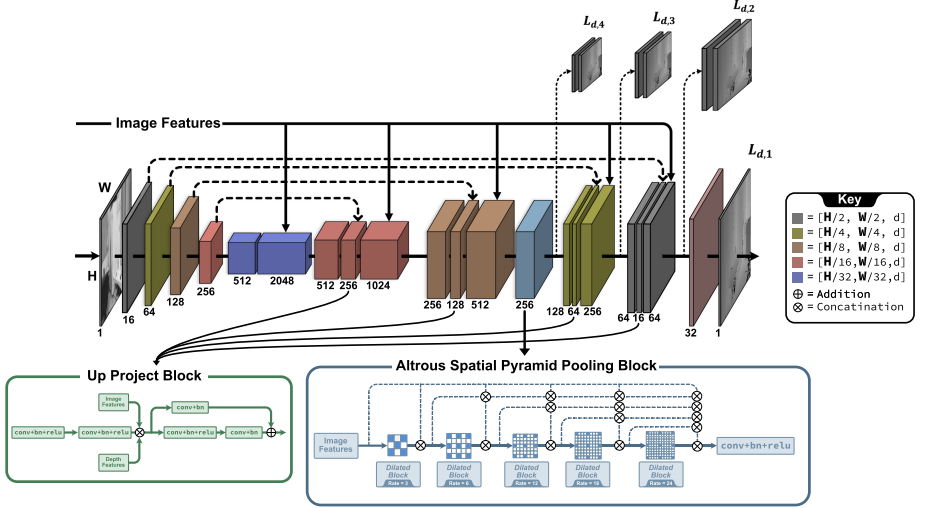 L_{d,4}
L_{d,3}
L_{d,2}
Image Features
L_{d,1}
W
H
1
16
64
128
256
512
2048
512
256
1024
256
128
512
256
128
64
256
64
16
64
32
1
Key
= [H/2, W/2, d]
= [H/4, W/4, d]
= [H/8, W/8, d]
= [H/16,W/16,d]
= [H/32,W/32,d]
⊕ = Addition
⊗ = Concatination
Up Project Block
Image
Features
conv+bn
conv+bn+relu
conv+bn+relu
conv+bn+relu
conv+bn
Depth
Features
Altrous Spatial Pyramid Pooling Block
Image
Features
conv+bn+relu
Dilated
Block
Rate = 3
Dilated
Block
Rate = 6
Dilated
Block
Rate = 12
Dilated
Block
Rate = 18
Dilated
Block
Rate = 24